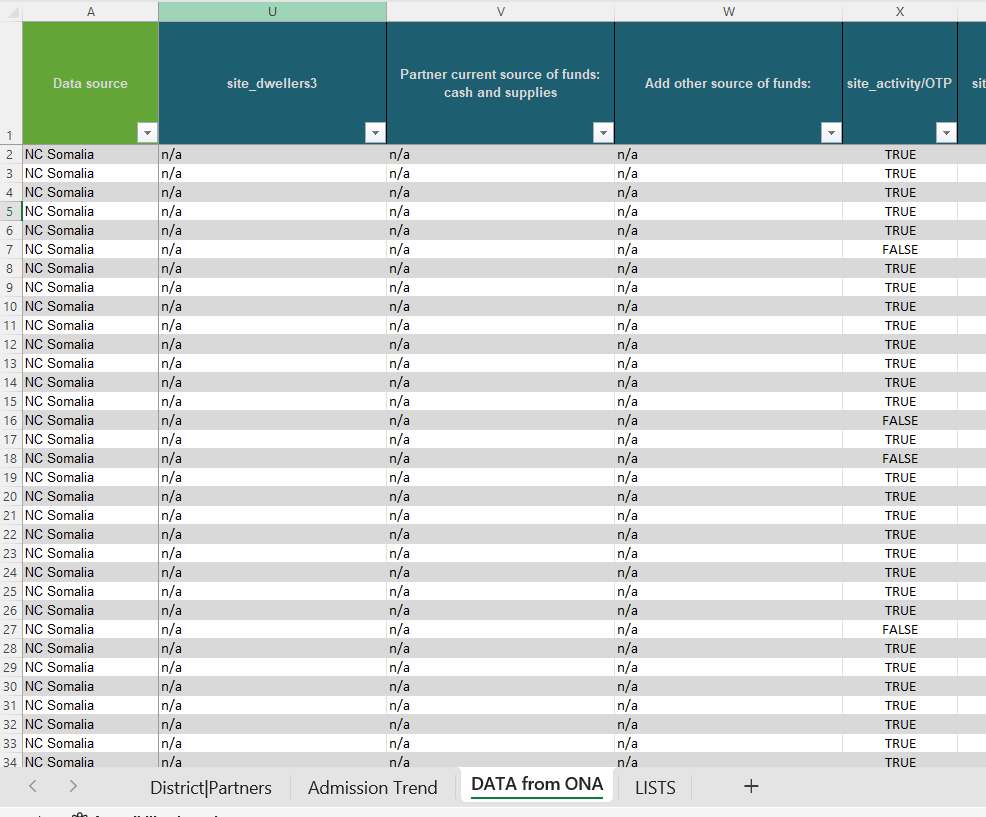 A U V W X
1 Data source site_dwellers3 Partner current source of funds: cash and supplies Add other source of funds: site_activity/OTP sit
2 NC Somalia n/a n/a n/a TRUE
3 NC Somalia n/a n/a n/a TRUE
4 NC Somalia n/a n/a n/a TRUE
5 NC Somalia n/a n/a n/a TRUE
6 NC Somalia n/a n/a n/a TRUE
7 NC Somalia n/a n/a n/a FALSE
8 NC Somalia n/a n/a n/a TRUE
9 NC Somalia n/a n/a n/a TRUE
10 NC Somalia n/a n/a n/a TRUE
11 NC Somalia n/a n/a n/a TRUE
12 NC Somalia n/a n/a n/a TRUE
13 NC Somalia n/a n/a n/a TRUE
14 NC Somalia n/a n/a n/a TRUE
15 NC Somalia n/a n/a n/a TRUE
16 NC Somalia n/a n/a n/a FALSE
17 NC Somalia n/a n/a n/a TRUE
18 NC Somalia n/a n/a n/a FALSE
19 NC Somalia n/a n/a n/a TRUE
20 NC Somalia n/a n/a n/a TRUE
21 NC Somalia n/a n/a n/a TRUE
22 NC Somalia n/a n/a n/a TRUE
23 NC Somalia n/a n/a n/a TRUE
24 NC Somalia n/a n/a n/a TRUE
25 NC Somalia n/a n/a n/a TRUE
26 NC Somalia n/a n/a n/a TRUE
27 NC Somalia n/a n/a n/a FALSE
28 NC Somalia n/a n/a n/a TRUE
29 NC Somalia n/a n/a n/a TRUE
30 NC Somalia n/a n/a n/a TRUE
31 NC Somalia n/a n/a n/a TRUE
32 NC Somalia n/a n/a n/a TRUE
33 NC Somalia n/a n/a n/a TRUE
34 NC Somalia n/a n/a n/a TRUE
District|Partners Admission Trend DATA from ONA LISTS